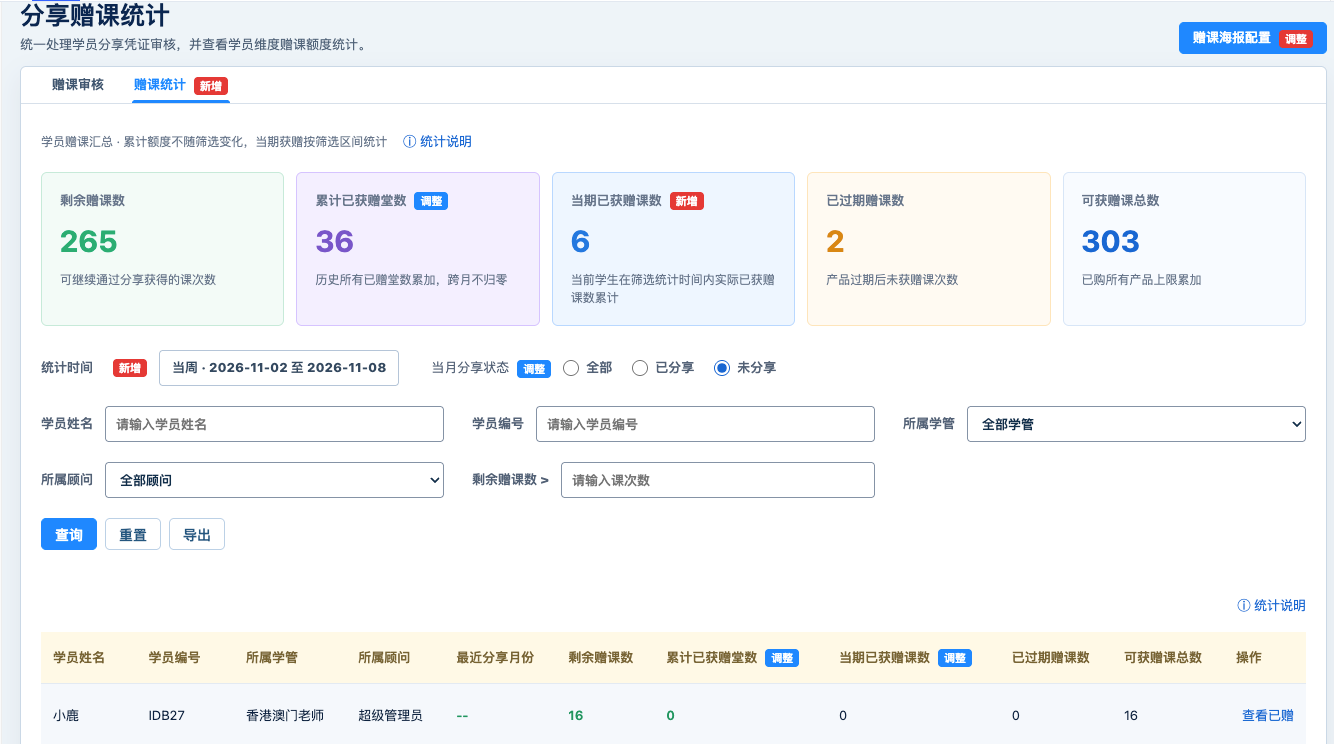 分享赠课统计
统一处理学员分享凭证审核，并查看学员维度赠课额度统计。
赠课海报配置 调整
赠课审核 赠课统计 新增
学员赠课汇总 · 累计额度不随筛选变化，当期获赠按筛选区间统计 ⓘ 统计说明
剩余赠课数
265
可继续通过分享获得的课次数
累计已获赠堂数 调整
36
历史所有已赠堂数累加，跨月不归零
当期已获赠课数 新增
6
当前学生在筛选统计时间内实际已获赠
课数累计
已过期赠课数
2
产品过期后未获赠课次数
可获赠课总数
303
已购所有产品上限累加
统计时间 新增 当周 · 2026-11-02 至 2026-11-08 当月分享状态 调整 全部 已分享 未分享
学员姓名 请输入学员姓名 学员编号 请输入学员编号 所属学管 全部学管
所属顾问 全部顾问 剩余赠课数 > 请输入课次数
查询 重置 导出
ⓘ 统计说明
学员姓名 学员编号 所属学管 所属顾问 最近分享月份 剩余赠课数 累计已获赠堂数 调整 当期已获赠课数 调整 已过期赠课数 可获赠课总数 操作
小鹿 IDB27 香港澳门老师 超级管理员 -- 16 0 0 0 16 查看已赠